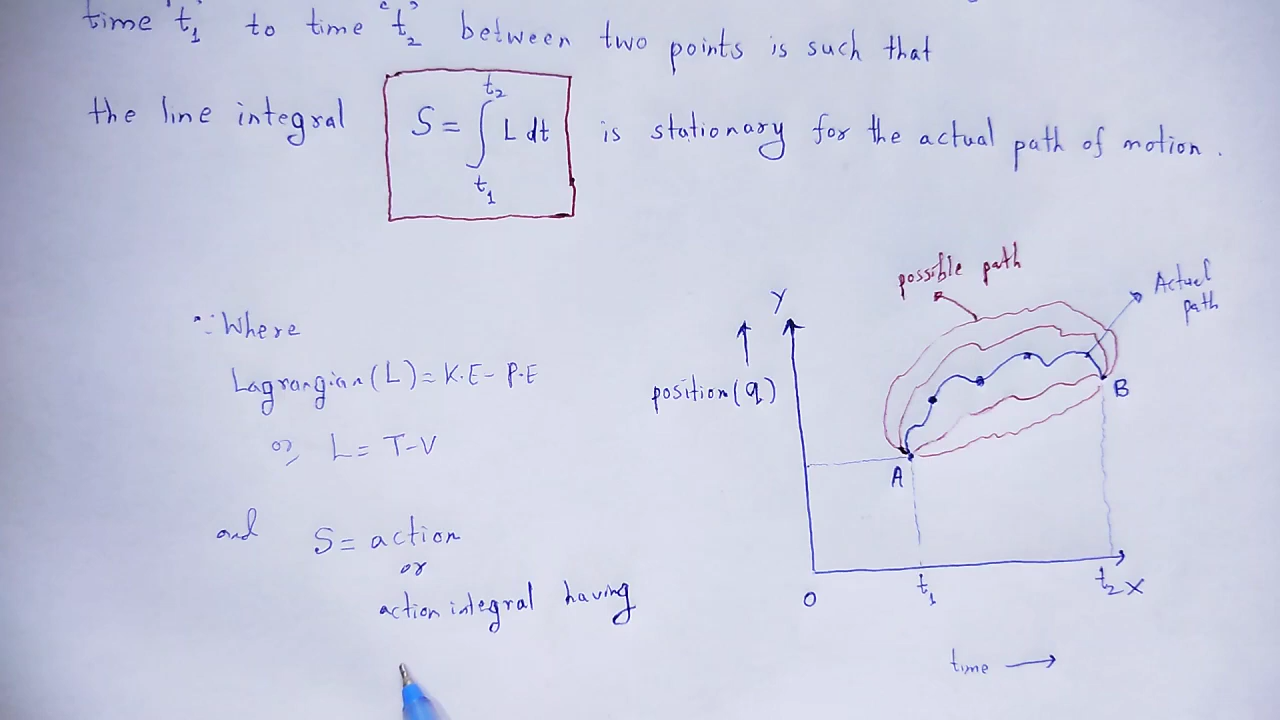 time 't₁' to time 't₂' between two points is such that
the line integral S = ∫ₜ₁ᵗ² L dt is stationary for the actual path of motion .
∵ Where
Lagrangian (L) = K.E - P.E
or, L = T-V
and S = action
or
action integral having
possible path
Actual
path
Y
position (q)
A
B
O
t₁
t₂ X
time →